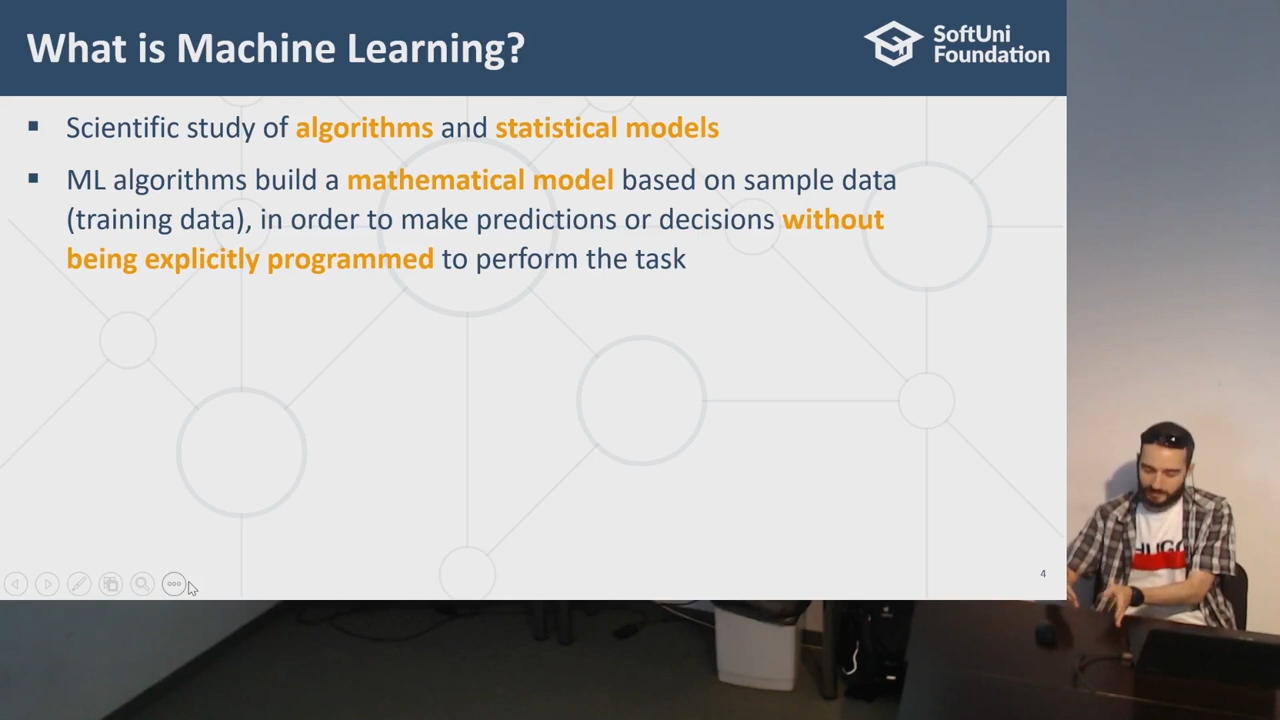 What is Machine Learning?
SoftUni
Foundation
▪ Scientific study of algorithms and statistical models
▪ ML algorithms build a mathematical model based on sample data
(training data), in order to make predictions or decisions without
being explicitly programmed to perform the task
4
HUGO